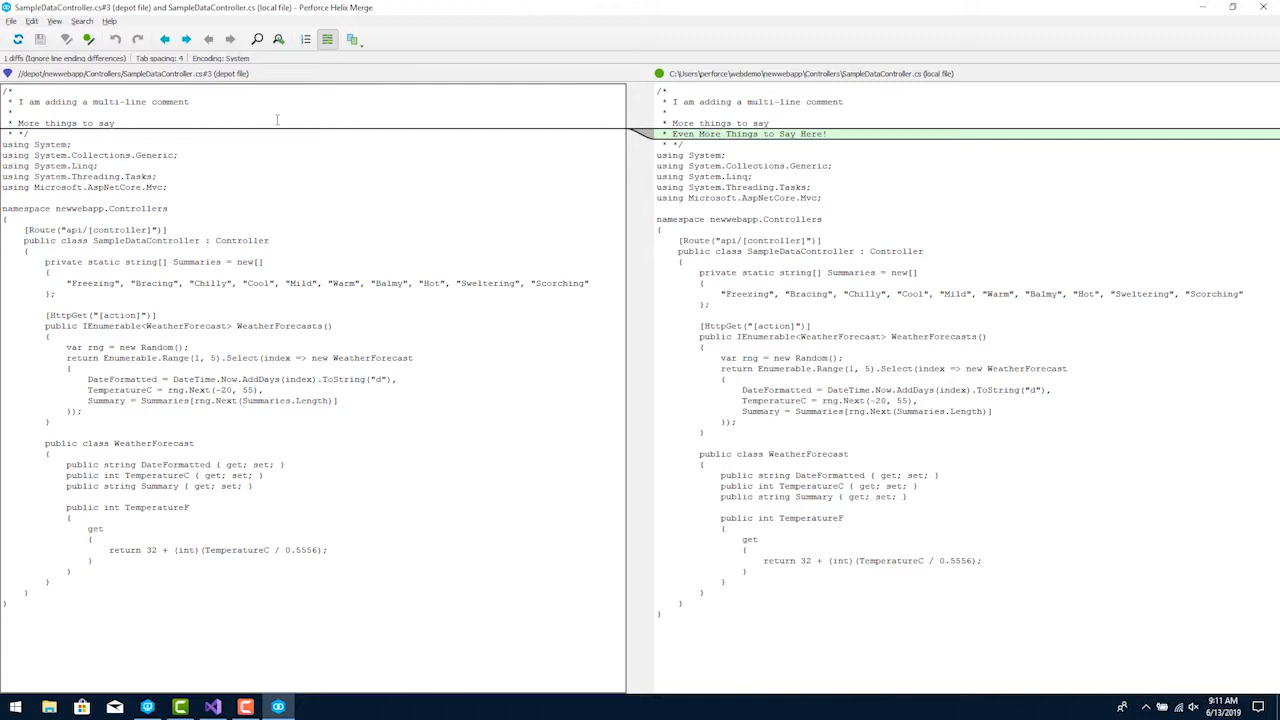 SampleDataController.cs#3 (depot file) and SampleDataController.cs (local file) - Perforce Helix Merge
File Edit View Search Help
1 diffs (Ignore line ending differences) Tab spacing: 4 Encoding: System
//depot/newwebapp/Controllers/SampleDataController.cs#3 (depot file)
/*
* I am adding a multi-line comment
*
* More things to say
* */
using System;
using System.Collections.Generic;
using System.Linq;
using System.Threading.Tasks;
using Microsoft.AspNetCore.Mvc;
namespace newwebapp.Controllers
{
[Route("api/[controller]")]
public class SampleDataController : Controller
{
private static string[] Summaries = new[]
{
"Freezing", "Bracing", "Chilly", "Cool", "Mild", "Warm", "Balmy", "Hot", "Sweltering", "Scorching"
};
[HttpGet("[action]")]
public IEnumerable<WeatherForecast> WeatherForecasts()
{
var rng = new Random();
return Enumerable.Range(1, 5).Select(index => new WeatherForecast
{
DateFormatted = DateTime.Now.AddDays(index).ToString("d"),
TemperatureC = rng.Next(-20, 55),
Summary = Summaries[rng.Next(Summaries.Length)]
});
}
public class WeatherForecast
{
public string DateFormatted { get; set; }
public int TemperatureC { get; set; }
public string Summary { get; set; }
public int TemperatureF
{
get
{
return 32 + (int)(TemperatureC / 0.5556);
}
}
}
}
}
C:\Users\perforce\webdemo\newwebapp\Controllers\SampleDataController.cs (local file)
/*
* I am adding a multi-line comment
*
* More things to say
* Even More Things to Say Here!
* */
using System;
using System.Collections.Generic;
using System.Linq;
using System.Threading.Tasks;
using Microsoft.AspNetCore.Mvc;
namespace newwebapp.Controllers
{
[Route("api/[controller]")]
public class SampleDataController : Controller
{
private static string[] Summaries = new[]
{
"Freezing", "Bracing", "Chilly", "Cool", "Mild", "Warm", "Balmy", "Hot", "Sweltering", "Scorching"
};
[HttpGet("[action]")]
public IEnumerable<WeatherForecast> WeatherForecasts()
{
var rng = new Random();
return Enumerable.Range(1, 5).Select(index => new WeatherForecast
{
DateFormatted = DateTime.Now.AddDays(index).ToString("d"),
TemperatureC = rng.Next(-20, 55),
Summary = Summaries[rng.Next(Summaries.Length)]
});
}
public class WeatherForecast
{
public string DateFormatted { get; set; }
public int TemperatureC { get; set; }
public string Summary { get; set; }
public int TemperatureF
{
get
{
return 32 + (int)(TemperatureC / 0.5556);
}
}
}
}
}
9:11 AM
6/13/2019